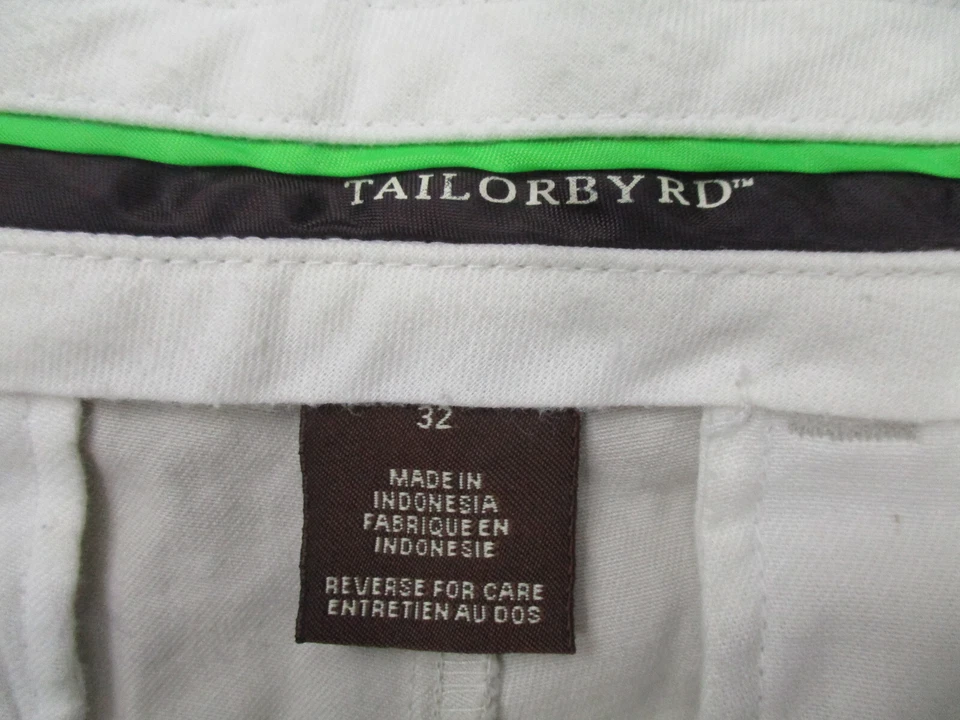 TAILORBYRD™
32
MADE IN
INDONESIA
FABRIQUE EN
INDONESIE
REVERSE FOR CARE
ENTRETIEN AU DOS